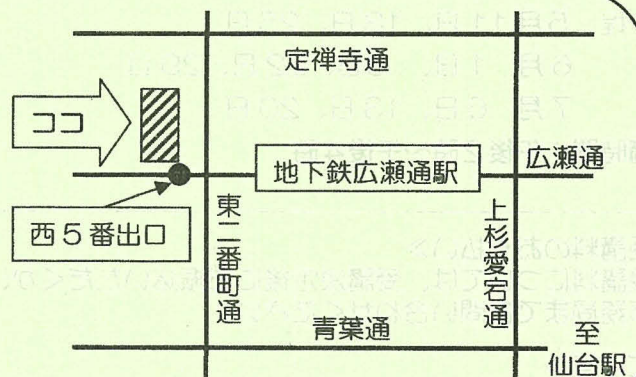 定禅寺通
ココ
地下鉄広瀬通駅
広瀬通
西5番出口
東二番町通
上杉愛宕通
青葉通
至
仙台駅